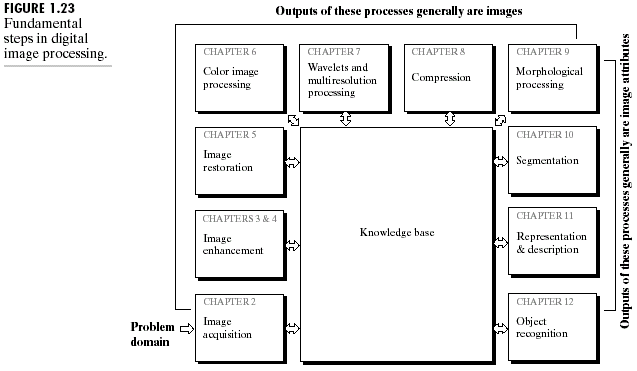 FIGURE 1.23
Fundamental
steps in digital
image processing.
Outputs of these processes generally are images
CHAPTER 6
Color image
processing
CHAPTER 7
Wavelets and
multiresolution
processing
CHAPTER 8
Compression
CHAPTER 9
Morphological
processing
CHAPTER 5
Image
restoration
CHAPTERS 3 & 4
Image
enhancement
CHAPTER 2
Image
acquisition
Problem
domain
Knowledge base
CHAPTER 10
Segmentation
CHAPTER 11
Representation
& description
CHAPTER 12
Object
recognition
Outputs of these processes generally are image attributes